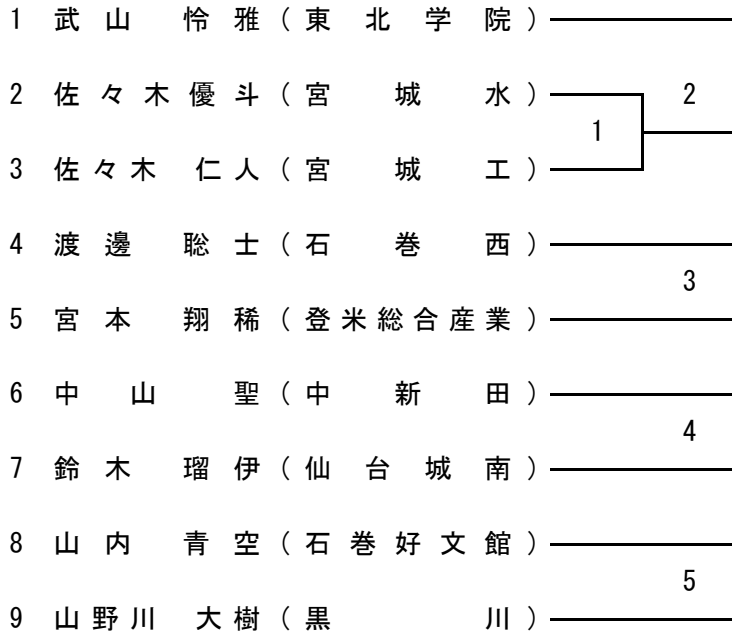 1 武山 怜雅 (東北学院)
2 佐々木優斗 (宮城水)
2
1
3 佐々木 仁人 (宮城工)
4 渡邊 聡士 (石巻西)
3
5 宮本 翔稀 (登米総合産業)
6 中山 聖 (中新田)
4
7 鈴木 瑠伊 (仙台城南)
8 山内 青空 (石巻好文館)
5
9 山野川 大樹 (黒川)